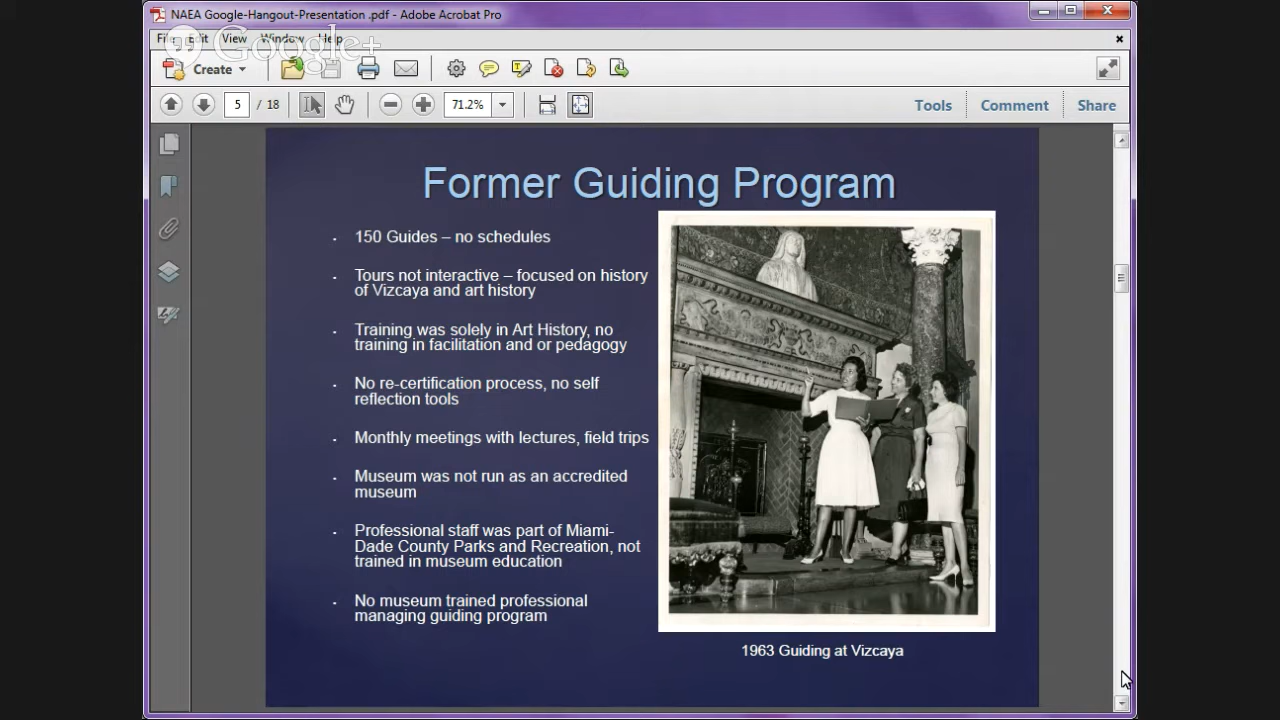 NAEA Google-Hangout-Presentation .pdf - Adobe Acrobat Pro
File Edit View Window Help
Google+
Create
5 / 18
71.2%
Tools Comment Share
Former Guiding Program
150 Guides – no schedules
Tours not interactive – focused on history
of Vizcaya and art history
Training was solely in Art History, no
training in facilitation and or pedagogy
No re-certification process, no self
reflection tools
Monthly meetings with lectures, field trips
Museum was not run as an accredited
museum
Professional staff was part of Miami-
Dade County Parks and Recreation, not
trained in museum education
No museum trained professional
managing guiding program
1963 Guiding at Vizcaya